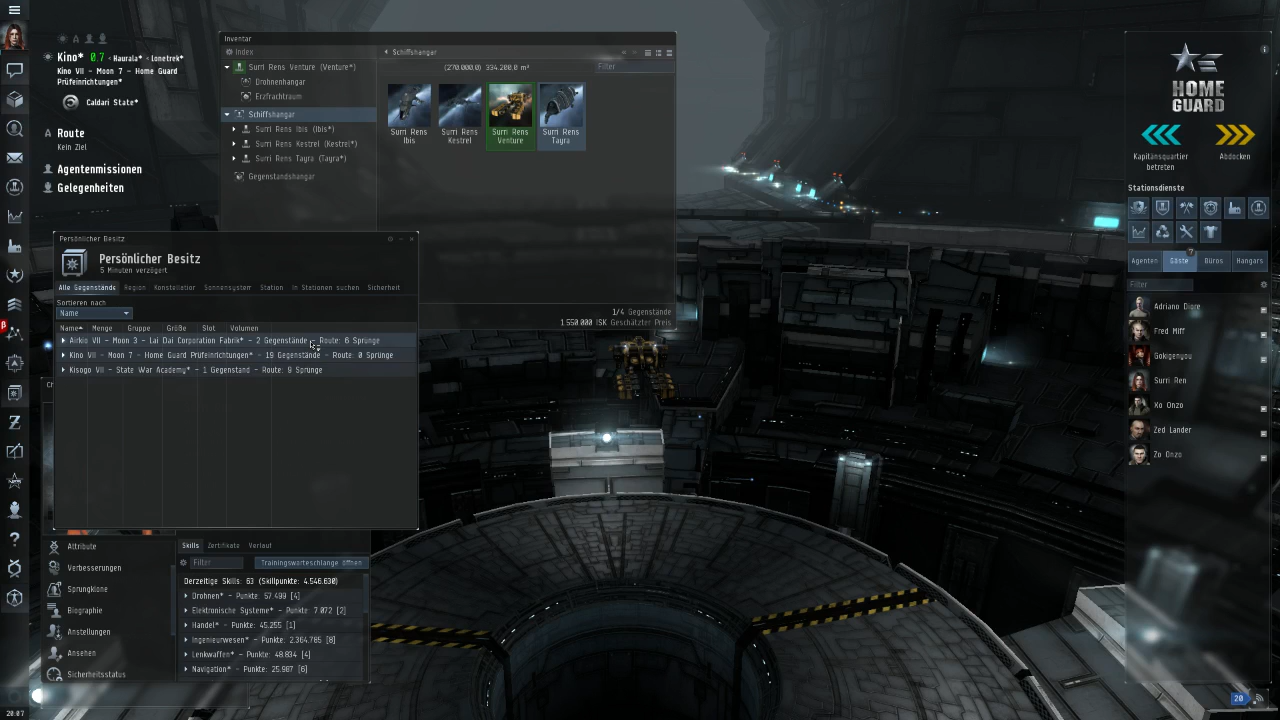 Kino* 0.7 < Haurala* < Lonetrek*
Kino VII - Moon 7 - Home Guard
Prüfeinrichtungen*
Caldari State*
Route
Kein Ziel
Agentenmissionen
Gelegenheiten
Inventar
Index
Surri Rens Venture (Venture*)
Drohnenhangar
Erzfrachtraum
Schiffshangar
Surri Rens Ibis (Ibis*)
Surri Rens Kestrel (Kestrel*)
Surri Rens Tayra (Tayra*)
Gegenstandshangar
Schiffshangar
(270.000,0) 334.200,0 m³
Filter
Surri Rens Ibis
Surri Rens Kestrel
Surri Rens Venture
Surri Rens Tayra
1/4 Gegenstände
1 550 000 ISK Geschätzter Preis
Persönlicher Besitz
Persönlicher Besitz
5 Minuten verzögert
Alle Gegenstände Region Konstellation Sonnensystem Station In Stationen suchen Sicherheit
Sortieren nach
Name
Name Menge Gruppe Größe Slot Volumen
Airkio VII - Moon 3 - Lai Dai Corporation Fabrik* - 2 Gegenstände - Route: 6 Sprünge
Kino VII - Moon 7 - Home Guard Prüfeinrichtungen* - 19 Gegenstände - Route: 0 Sprünge
Kisogo VII - State War Academy* - 1 Gegenstand - Route: 9 Sprünge
Attribute
Verbesserungen
Sprungklone
Biographie
Anstellungen
Ansehen
Sicherheitsstatus
Skills Zertifikate Verlauf
Filter
Trainingswarteschlange öffnen
Derzeitige Skills: 63 (Skillpunkte: 4.546.630)
Drohnen* - Punkte: 57.499 [4]
Elektronische Systeme* - Punkte: 7.072 [2]
Handel* - Punkte: 45.255 [1]
Ingenieurwesen* - Punkte: 2.364.765 [8]
Lenkwaffen* - Punkte: 48.834 [4]
Navigation* - Punkte: 25.987 [6]
HOME
GUARD
Kapitänsquartier betreten
Abdocken
Stationsdienste
Agenten Gäste 7 Büros Hangars
Filter
Adriano Diore
Fred Miff
Gokigenyou
Surri Ren
Ko Onzo
Zed Lander
Zo Onzo
20
20:07